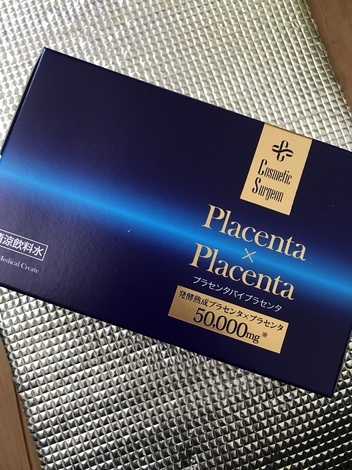 Cosmetic
Surgeon
Placenta
×
Placenta
プラセンタバイプラセンタ
発酵熟成プラセンタ×プラセンタ
50,000mg※
清涼飲料水
Medical Create